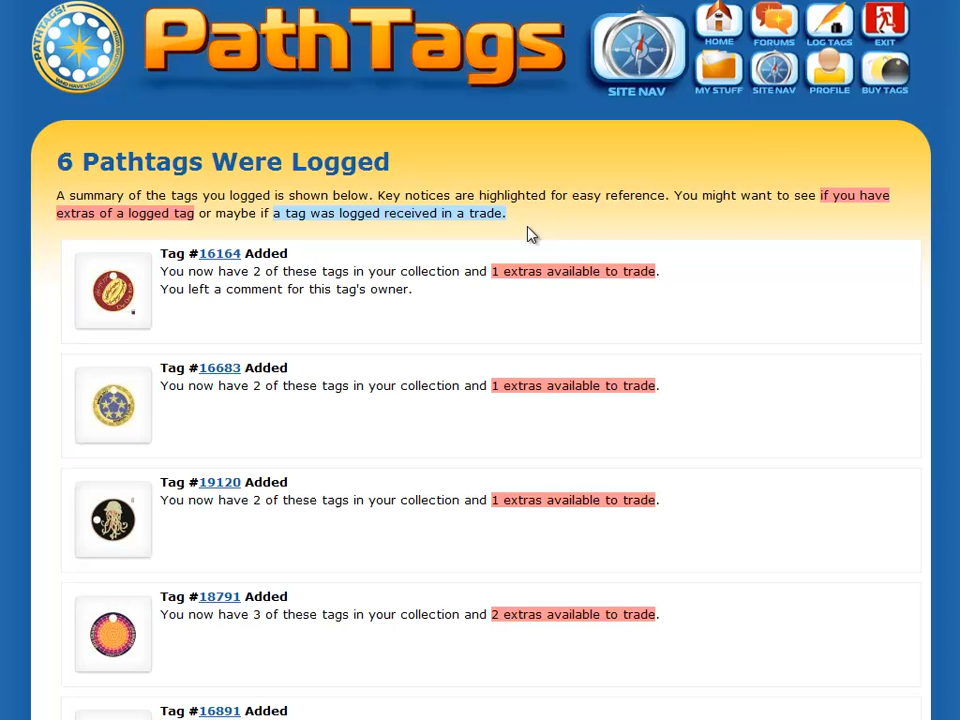 PATHTAGS!
PathTags
SITE NAV
HOME
FORUMS
LOG TAGS
EXIT
MY STUFF
SITE NAV
PROFILE
BUY TAGS
6 Pathtags Were Logged
A summary of the tags you logged is shown below. Key notices are highlighted for easy reference. You might want to see if you have
extras of a logged tag or maybe if a tag was logged received in a trade.
Tag #16164 Added
You now have 2 of these tags in your collection and 1 extras available to trade.
You left a comment for this tag's owner.
Tag #16683 Added
You now have 2 of these tags in your collection and 1 extras available to trade.
Tag #19120 Added
You now have 2 of these tags in your collection and 1 extras available to trade.
Tag #18791 Added
You now have 3 of these tags in your collection and 2 extras available to trade.
Tag #16891 Added